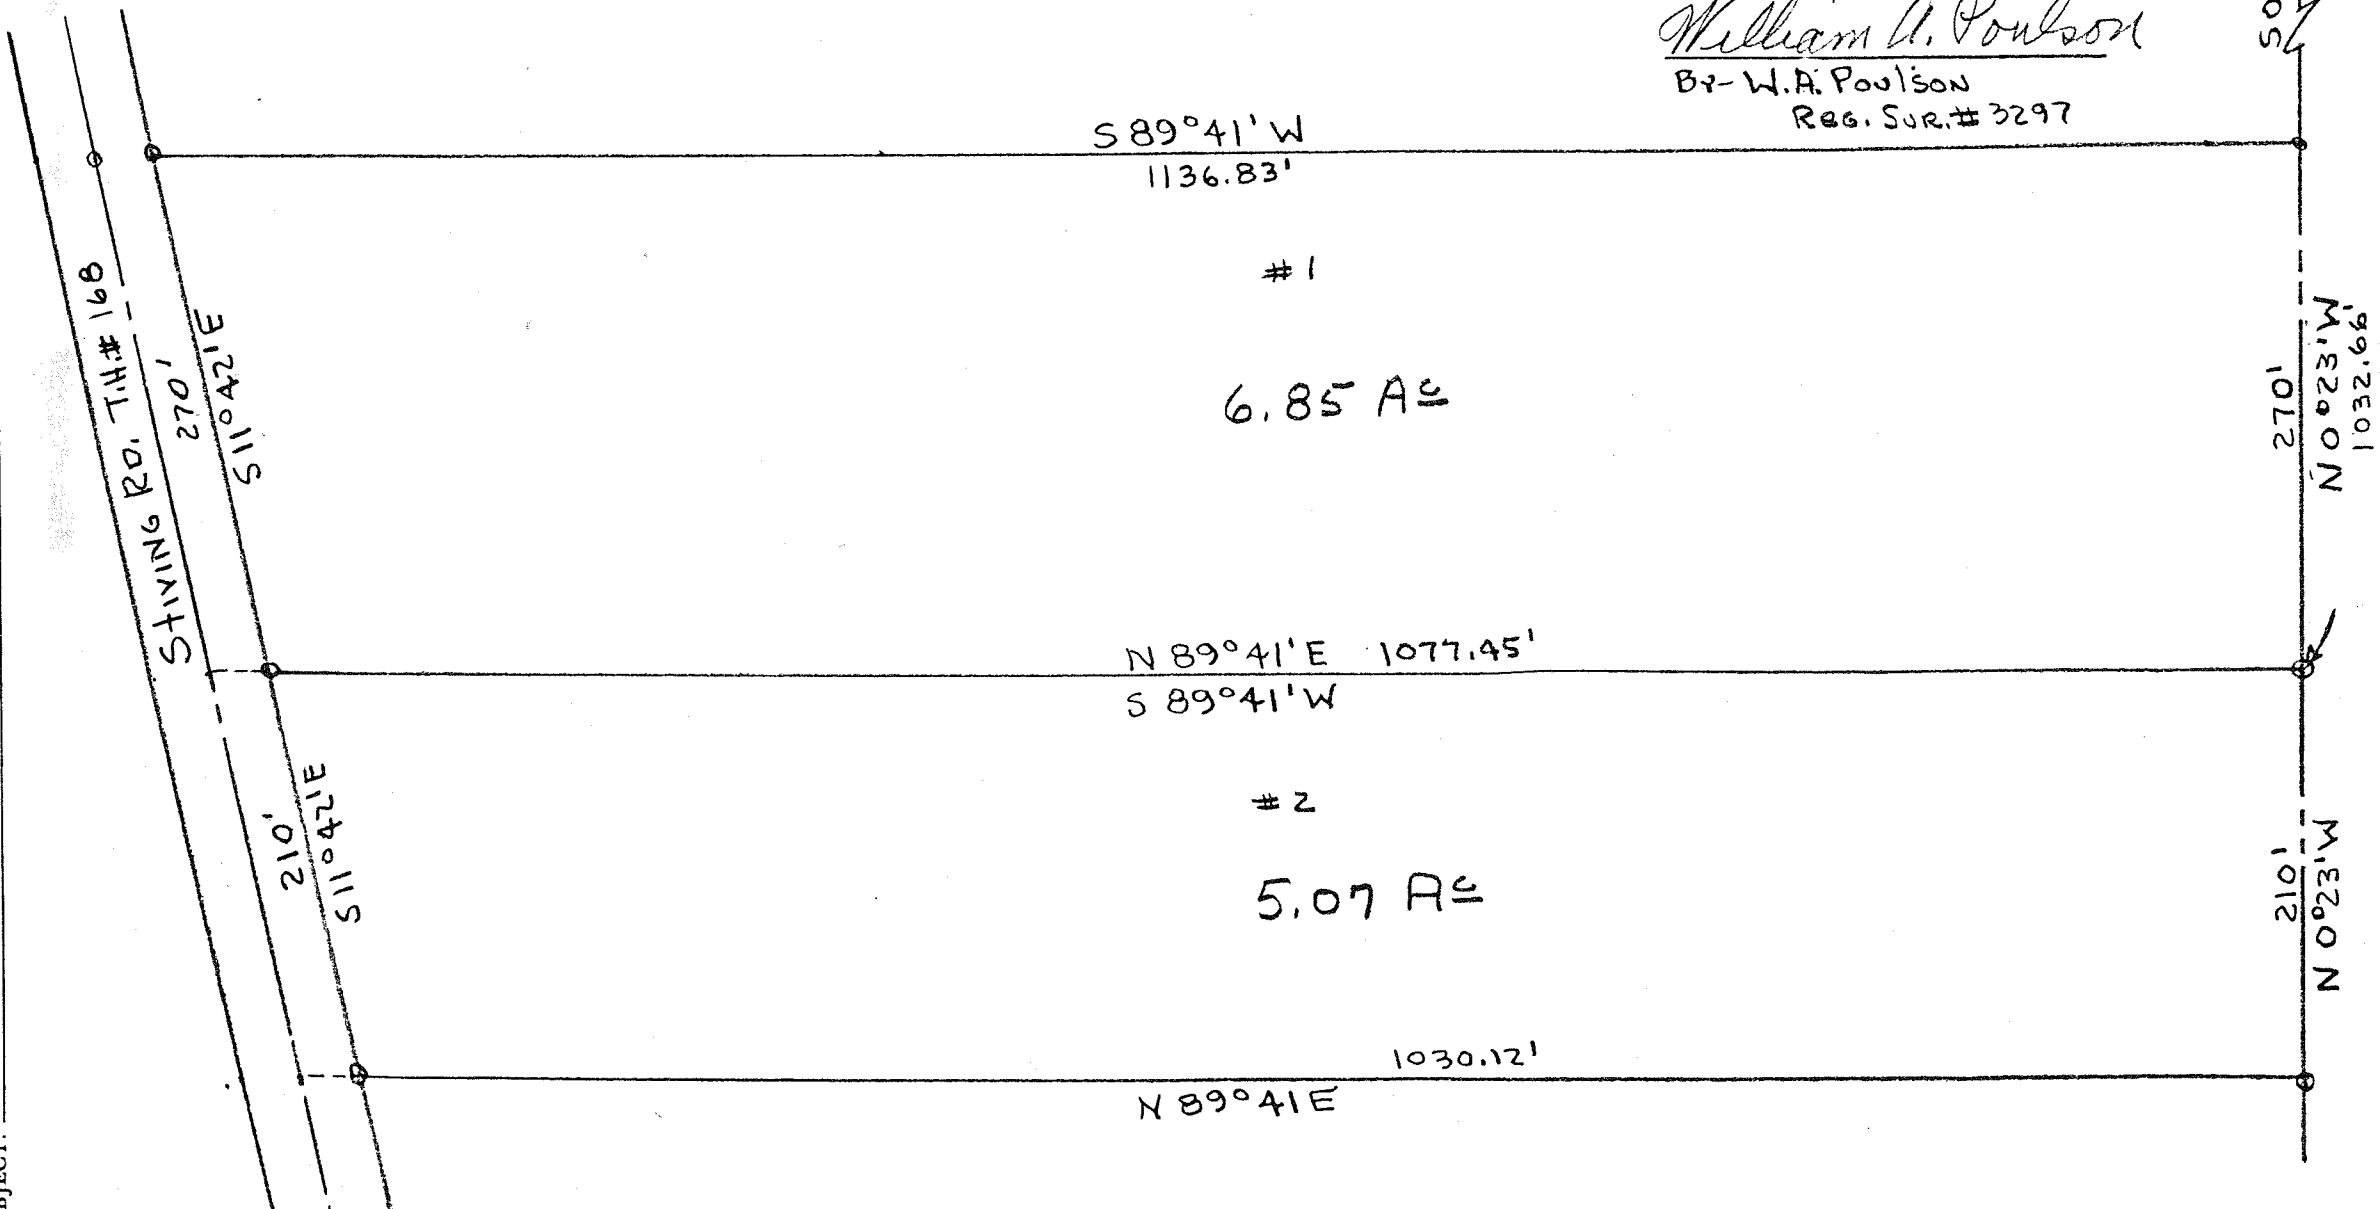 William A. Poulson
By- W.A. Poulson
Reg. Sur. # 3297
S 89°41' W
1136.83'
# 1
6.85 Ac
Stiving Rd. T.H.# 168
270'
S 11° 42' E
270'
N 0°23' W
1032.66'
N 89°41' E 1077.45'
S 89°41' W
# 2
5.07 Ac
210'
S 11° 42' E
210'
N 0°23' W
1030.12'
N 89° 41 E